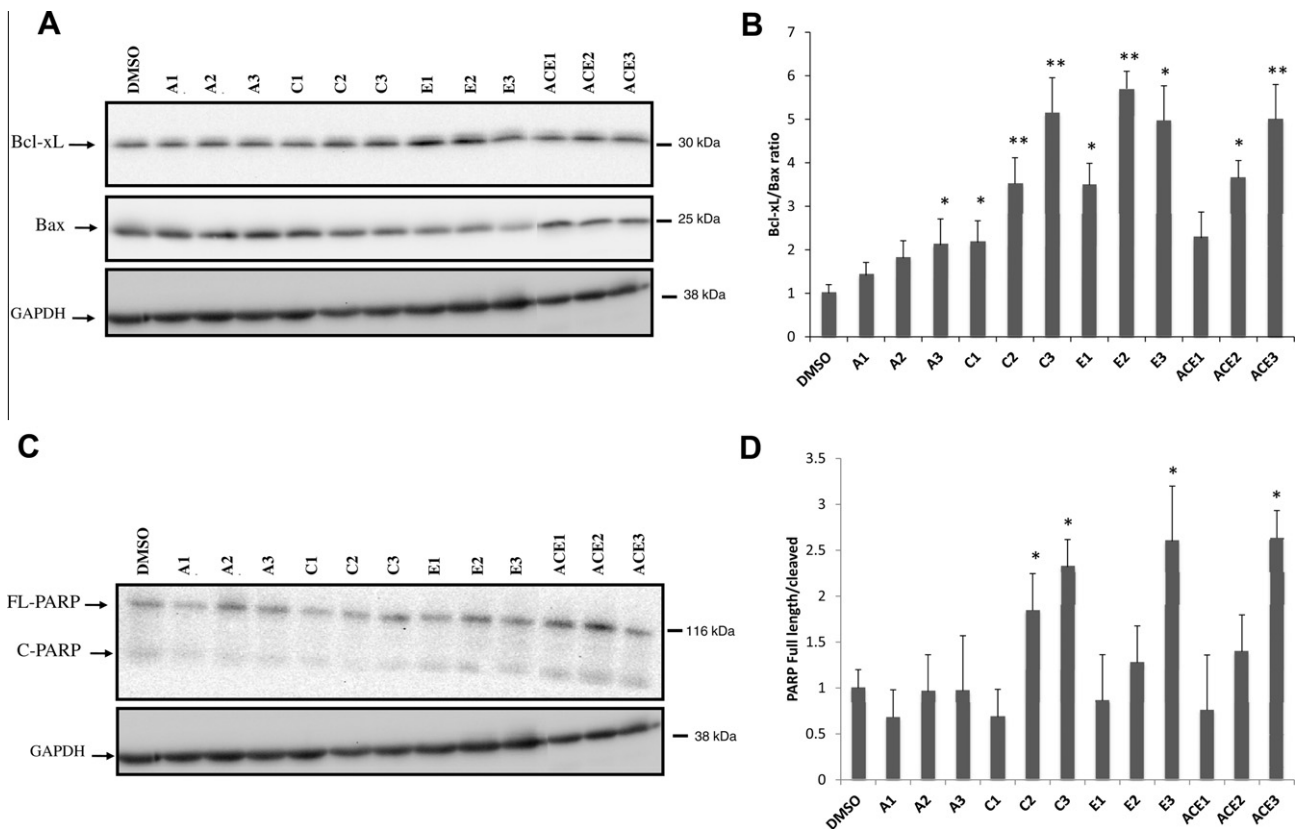 A
DMSO A1 A2 A3 C1 C2 C3 E1 E2 E3 ACE1 ACE2 ACE3
Bcl-xL
30 kDa
Bax
25 kDa
GAPDH
38 kDa
B
Bcl-xL/Bax ratio
7
6
5
4
3
2
1
0
* * ** ** * ** * * **
DMSO A1 A2 A3 C1 C2 C3 E1 E2 E3 ACE1 ACE2 ACE3
C
DMSO A1 A2 A3 C1 C2 C3 E1 E2 E3 ACE1 ACE2 ACE3
FL-PARP
116 kDa
C-PARP
GAPDH
38 kDa
D
PARP Full length/cleaved
3.5
3
2.5
2
1.5
1
0.5
0
* * * *
DMSO A1 A2 A3 C1 C2 C3 E1 E2 E3 ACE1 ACE2 ACE3